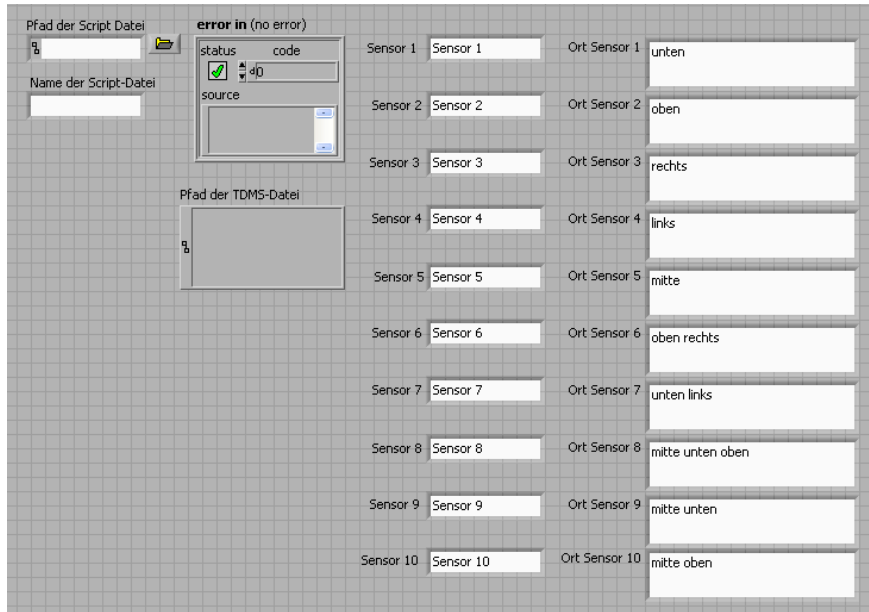 Pfad der Script Datei
Name der Script-Datei
error in (no error)
status code
d0
source
Pfad der TDMS-Datei
Sensor 1 Sensor 1 Ort Sensor 1 unten
Sensor 2 Sensor 2 Ort Sensor 2 oben
Sensor 3 Sensor 3 Ort Sensor 3 rechts
Sensor 4 Sensor 4 Ort Sensor 4 links
Sensor 5 Sensor 5 Ort Sensor 5 mitte
Sensor 6 Sensor 6 Ort Sensor 6 oben rechts
Sensor 7 Sensor 7 Ort Sensor 7 unten links
Sensor 8 Sensor 8 Ort Sensor 8 mitte unten oben
Sensor 9 Sensor 9 Ort Sensor 9 mitte unten
Sensor 10 Sensor 10 Ort Sensor 10 mitte oben